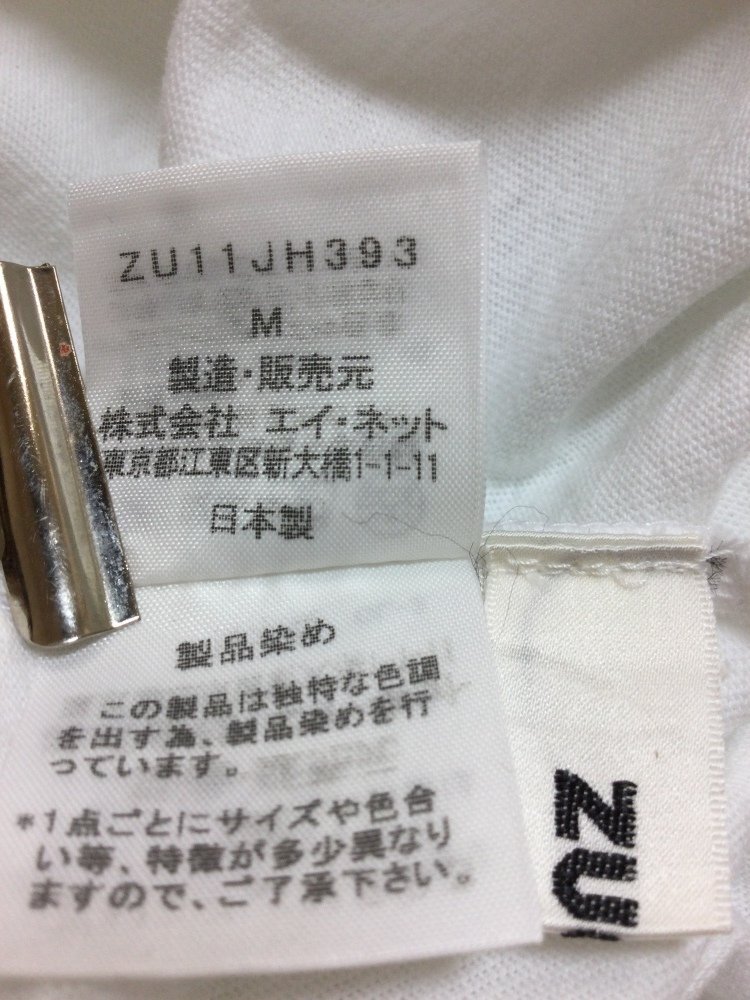 ZU11JH393
M
製造・販売元
株式会社 エイ・ネット
東京都江東区新大橋1-1-11
日本製
製品染め
この製品は独特な色調
を出す為、製品染めを行
っています。
*1点ごとにサイズや色合
い等、特徴が多少異なり
ますので、ご了承下さい。
ZU